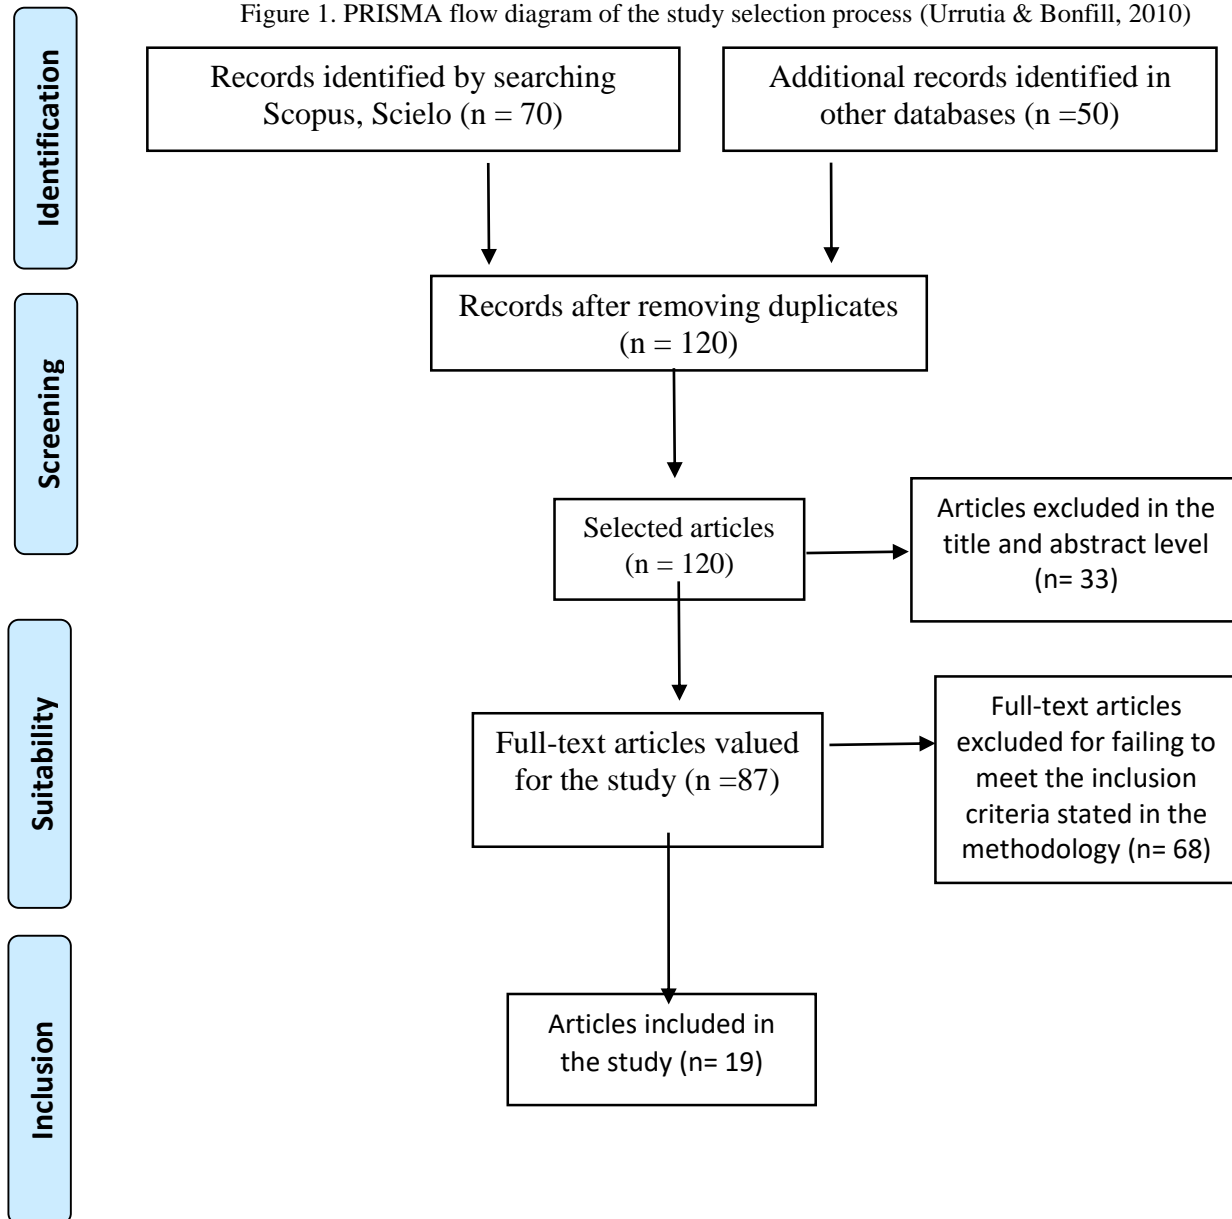 Figure 1. PRISMA flow diagram of the study selection process (Urrutia & Bonfill, 2010)
Identification
Records identified by searching
Scopus, Scielo (n = 70)
Additional records identified in
other databases (n =50)
Records after removing duplicates
(n = 120)
Screening
Selected articles
(n = 120)
Articles excluded in the
title and abstract level
(n= 33)
Suitability
Full-text articles valued
for the study (n =87)
Full-text articles
excluded for failing to
meet the inclusion
criteria stated in the
methodology (n= 68)
Inclusion
Articles included in
the study (n= 19)